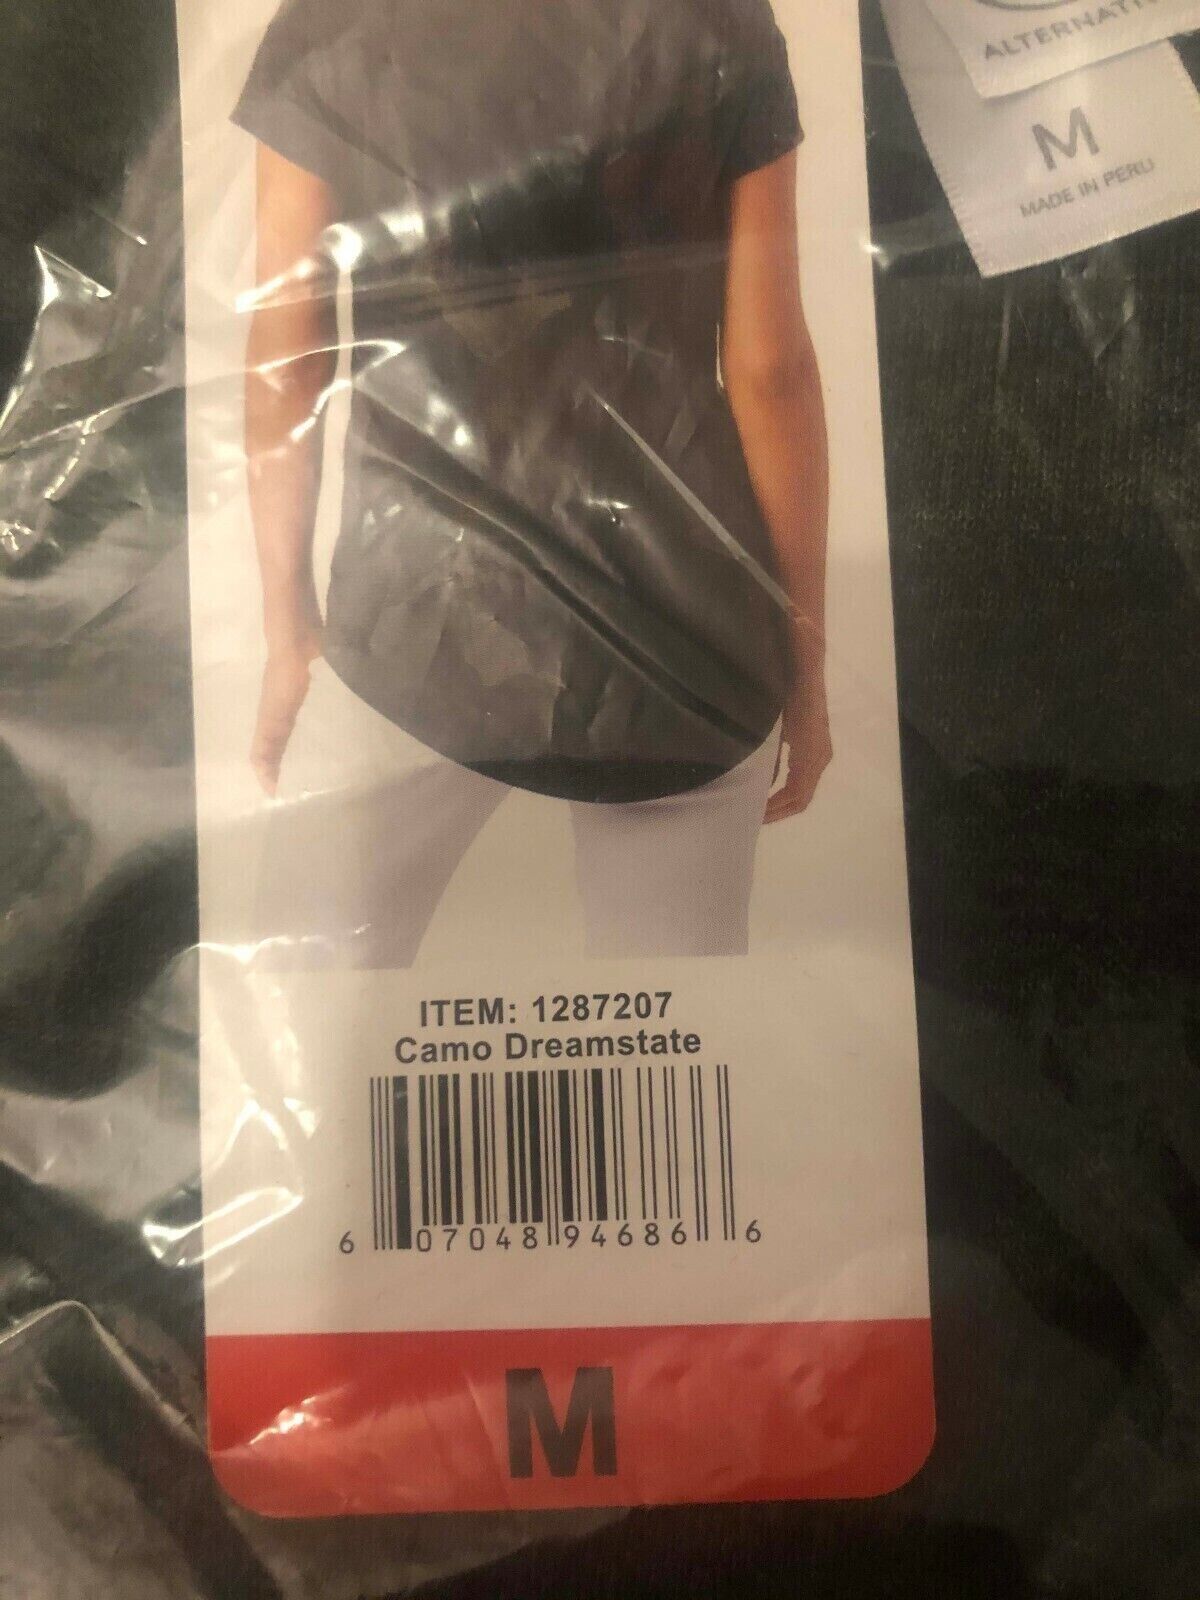 ALTERNATIV
M
MADE IN PERU
ITEM: 1287207
Camo Dreamstate
6 07048 94686 6
M